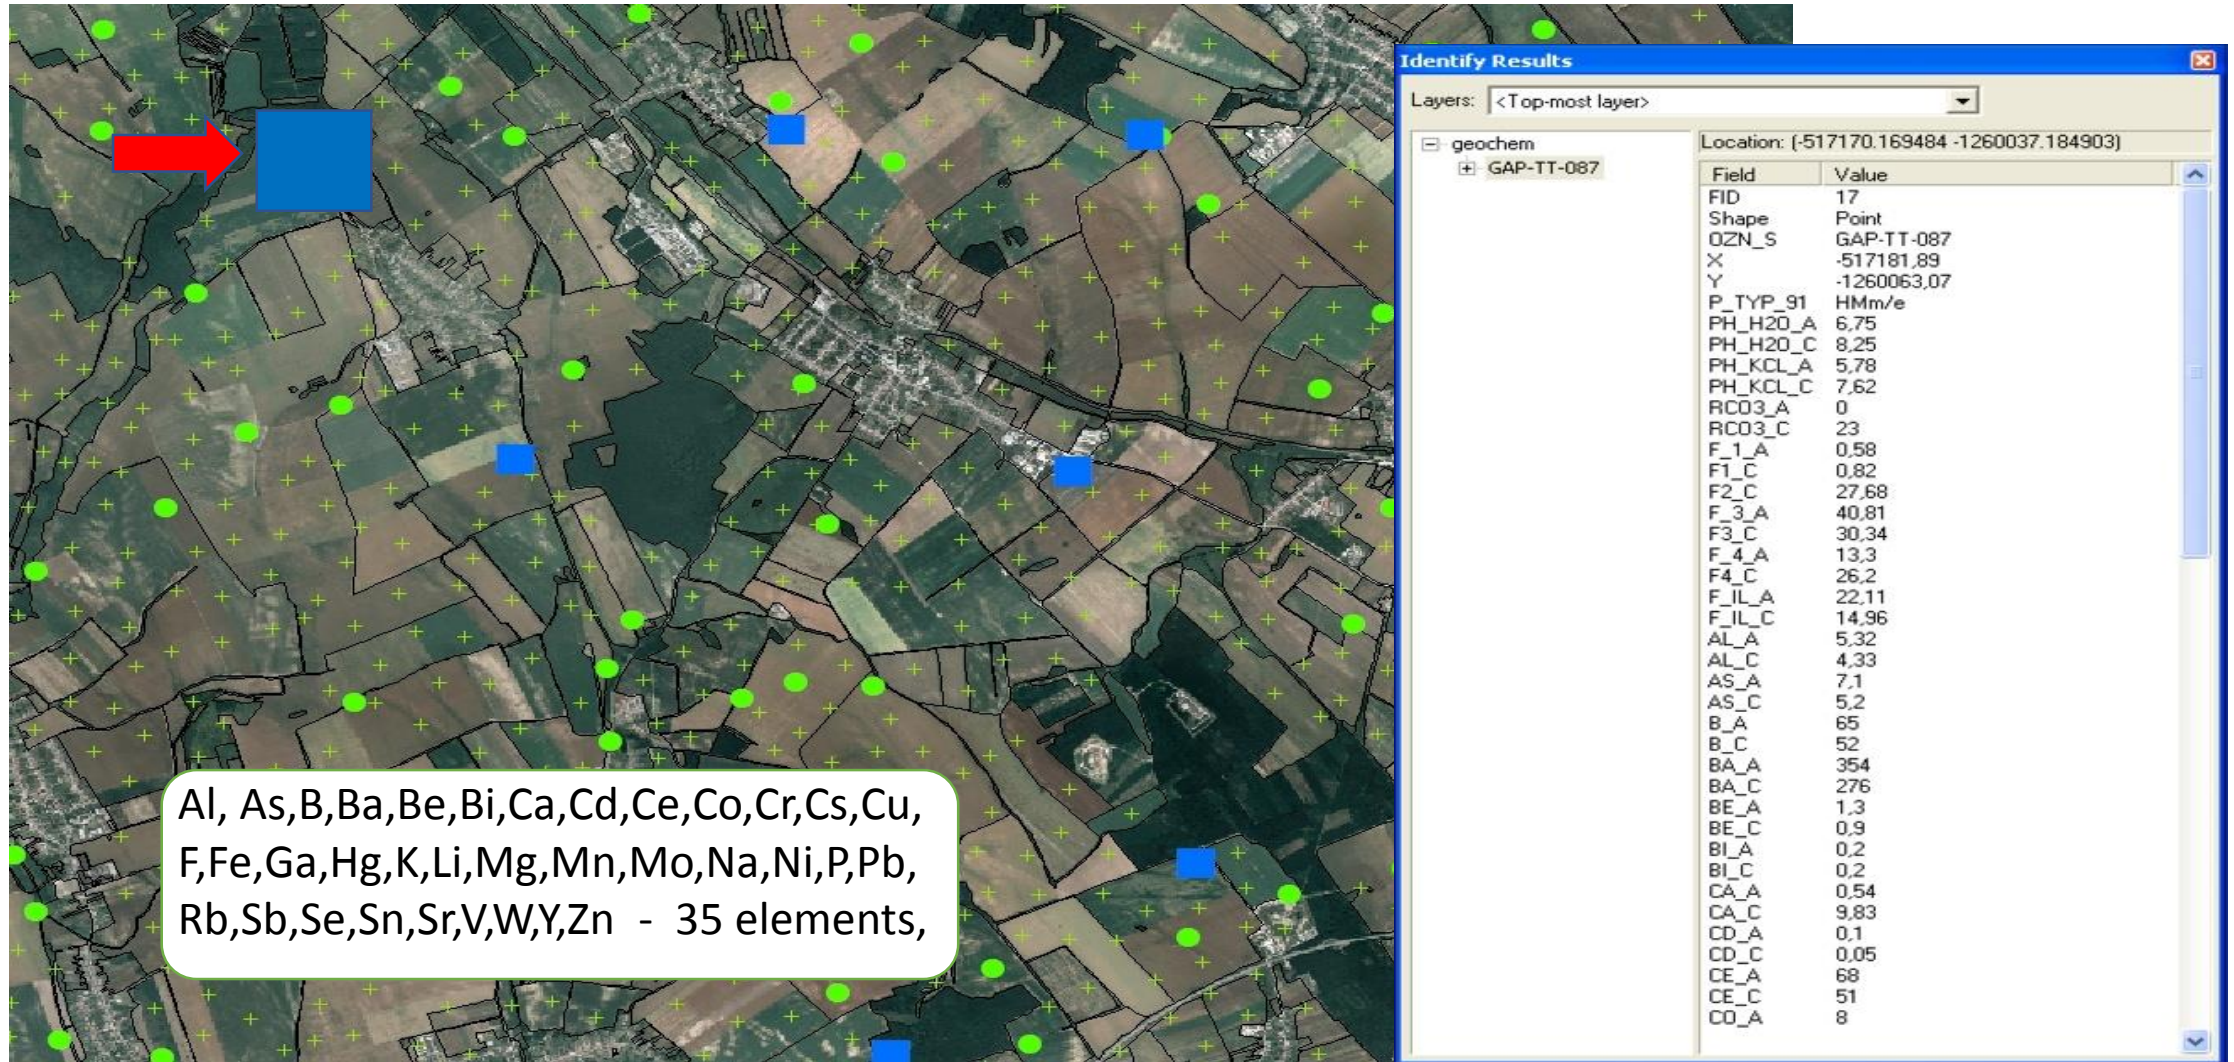 Al, As,B,Ba,Be,Bi,Ca,Cd,Ce,Co,Cr,Cs,Cu,
F,Fe,Ga,Hg,K,Li,Mg,Mn,Mo,Na,Ni,P,Pb,
Rb,Sb,Se,Sn,Sr,V,W,Y,Zn - 35 elements,
Identify Results
Layers: <Top-most layer>
geochem
GAP-TT-087
Location: (-517170.169484 -1260037.184903)
Field Value
FID 17
Shape Point
OZN_S GAP-TT-087
X -517181,89
Y -1260063,07
P_TYP_91 HMm/e
PH_H2O_A 6,75
PH_H2O_C 8,25
PH_KCL_A 5,78
PH_KCL_C 7,62
RCO3_A 0
RCO3_C 23
F_1_A 0,58
F1_C 0,82
F2_C 27,68
F_3_A 40,81
F3_C 30,34
F_4_A 13,3
F4_C 26,2
F_IL_A 22,11
F_IL_C 14,96
AL_A 5,32
AL_C 4,33
AS_A 7,1
AS_C 5,2
B_A 65
B_C 52
BA_A 354
BA_C 276
BE_A 1,3
BE_C 0,9
BI_A 0,2
BI_C 0,2
CA_A 0,54
CA_C 9,83
CD_A 0,1
CD_C 0,05
CE_A 68
CE_C 51
CO_A 8